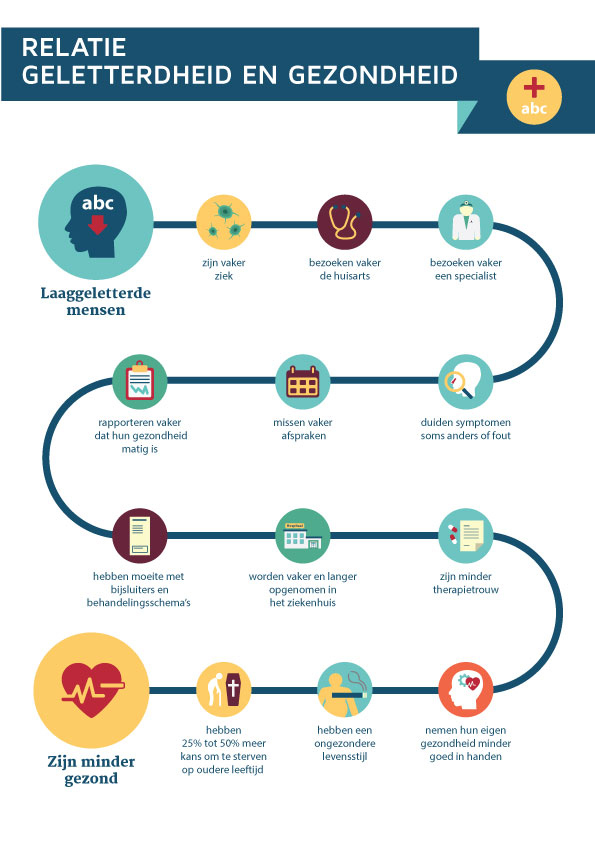 RELATIE
GELETTERDHEID EN GEZONDHEID
abc
abc
Laaggeletterde
mensen
zijn vaker
ziek
bezoeken vaker
de huisarts
bezoeken vaker
een specialist
duiden symptomen
soms anders of fout
missen vaker
afspraken
rapporteren vaker
dat hun gezondheid
matig is
hebben moeite met
bijsluiters en
behandelingsschema's
Hospitaal
worden vaker en langer
opgenomen in
het ziekenhuis
zijn minder
therapietrouw
nemen hun eigen
gezondheid minder
goed in handen
hebben een
ongezondere
levensstijl
hebben
25% tot 50% meer
kans om te sterven
op oudere leeftijd
Zijn minder
gezond